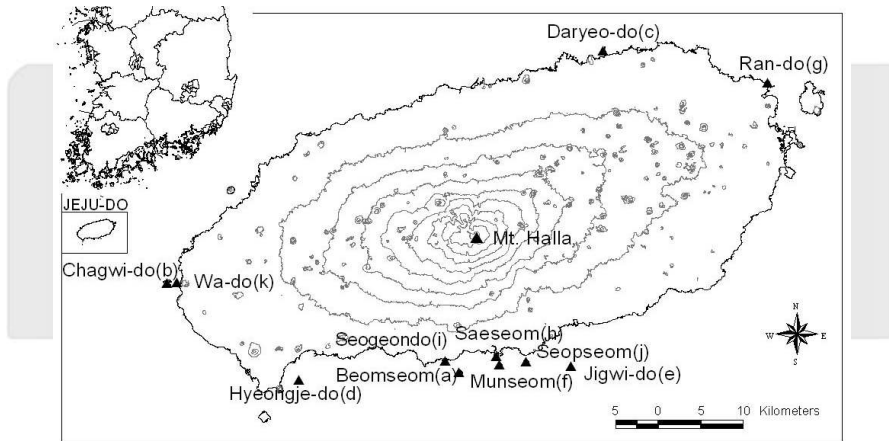 Daryeo-do(c)
Ran-do(g)
JEJU-DO
Mt. Halla
Chagwi-do(b)
Wa-do(k)
N
W
E
S
Saeseom(h)
Seogeondo(i)
Seopseom(j)
Beomseom(a)
Munseom(f)
Jigwi-do(e)
Hyeongje-do(d)
5 0 5 10 Kilometers